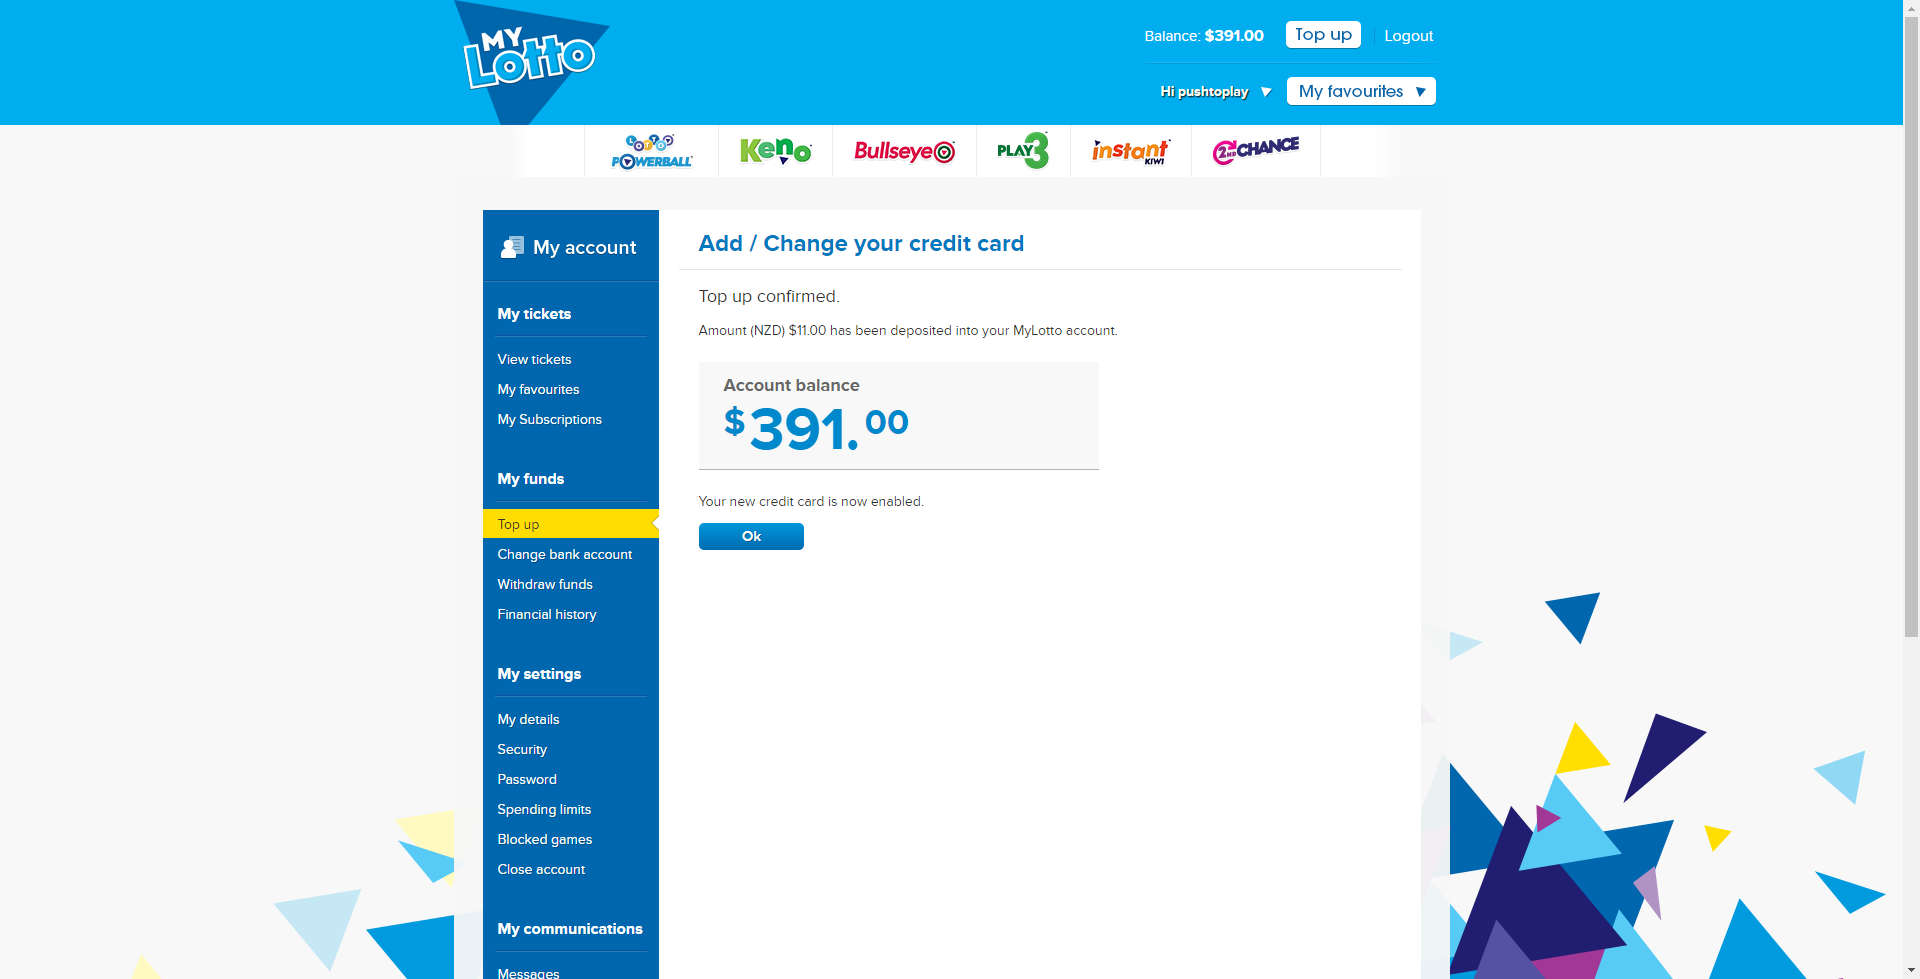 MY
Lotto
Balance: $391.00
Top up
Logout
Hi pushtoplay
My favourites
LOTTO
POWERBALL
Keno
Bullseye
PLAY3
instant
KIWI
2ND CHANCE
My account
My tickets
View tickets
My favourites
My Subscriptions
My funds
Top up
Change bank account
Withdraw funds
Financial history
My settings
My details
Security
Password
Spending limits
Blocked games
Close account
My communications
Messages
Add / Change your credit card
Top up confirmed.
Amount (NZD) $11.00 has been deposited into your MyLotto account.
Account balance
$391.00
Your new credit card is now enabled.
Ok